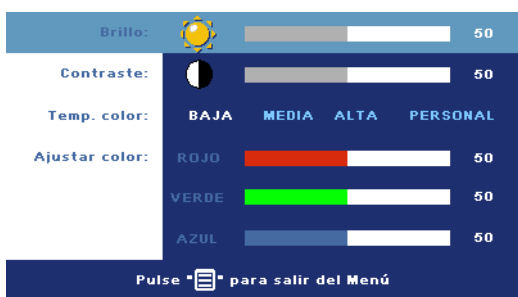 Brillo: 50
Contraste: 50
Temp. color: BAJA MEDIA ALTA PERSONAL
Ajustar color: ROJO 50
VERDE 50
AZUL 50
Pulse "" para salir del Menú